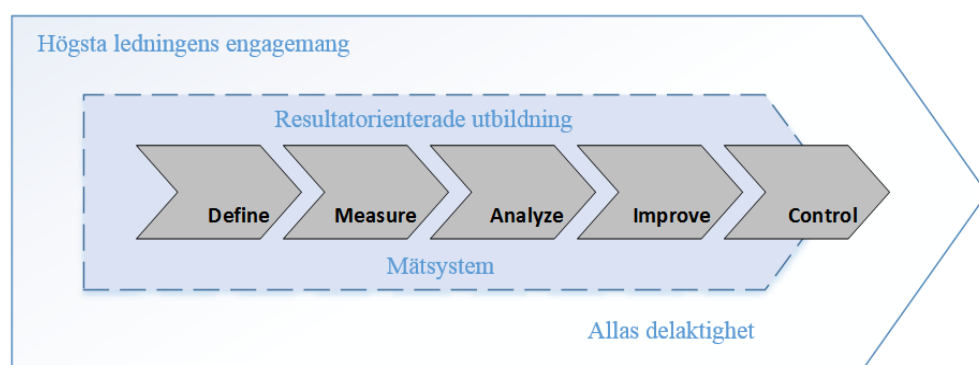 Högsta ledningens engagemang
Resultatorienterade utbildning
Define Measure Analyze Improve Control
Mätsystem
Allas delaktighet